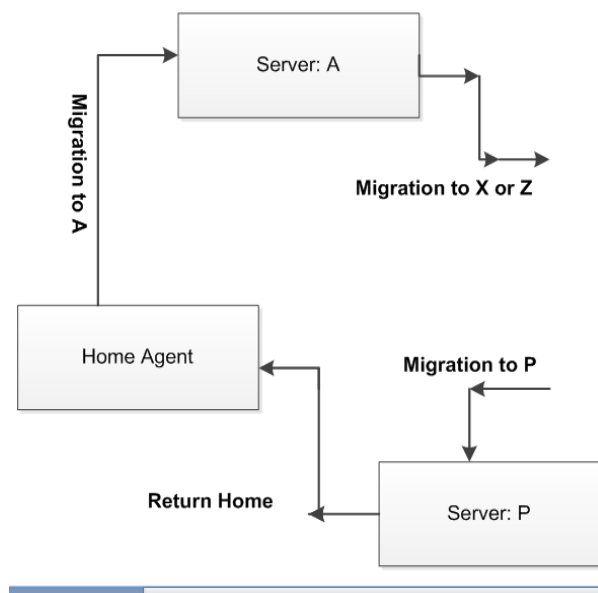 Server: A
Migration to A
Migration to X or Z
Home Agent
Migration to P
Return Home
Server: P